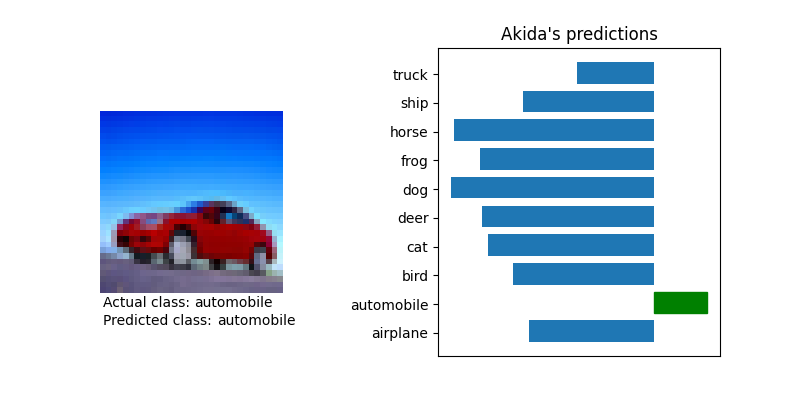 Akida's predictions
truck
ship
horse
frog
dog
deer
cat
bird
automobile
airplane
Actual class: automobile
Predicted class: automobile